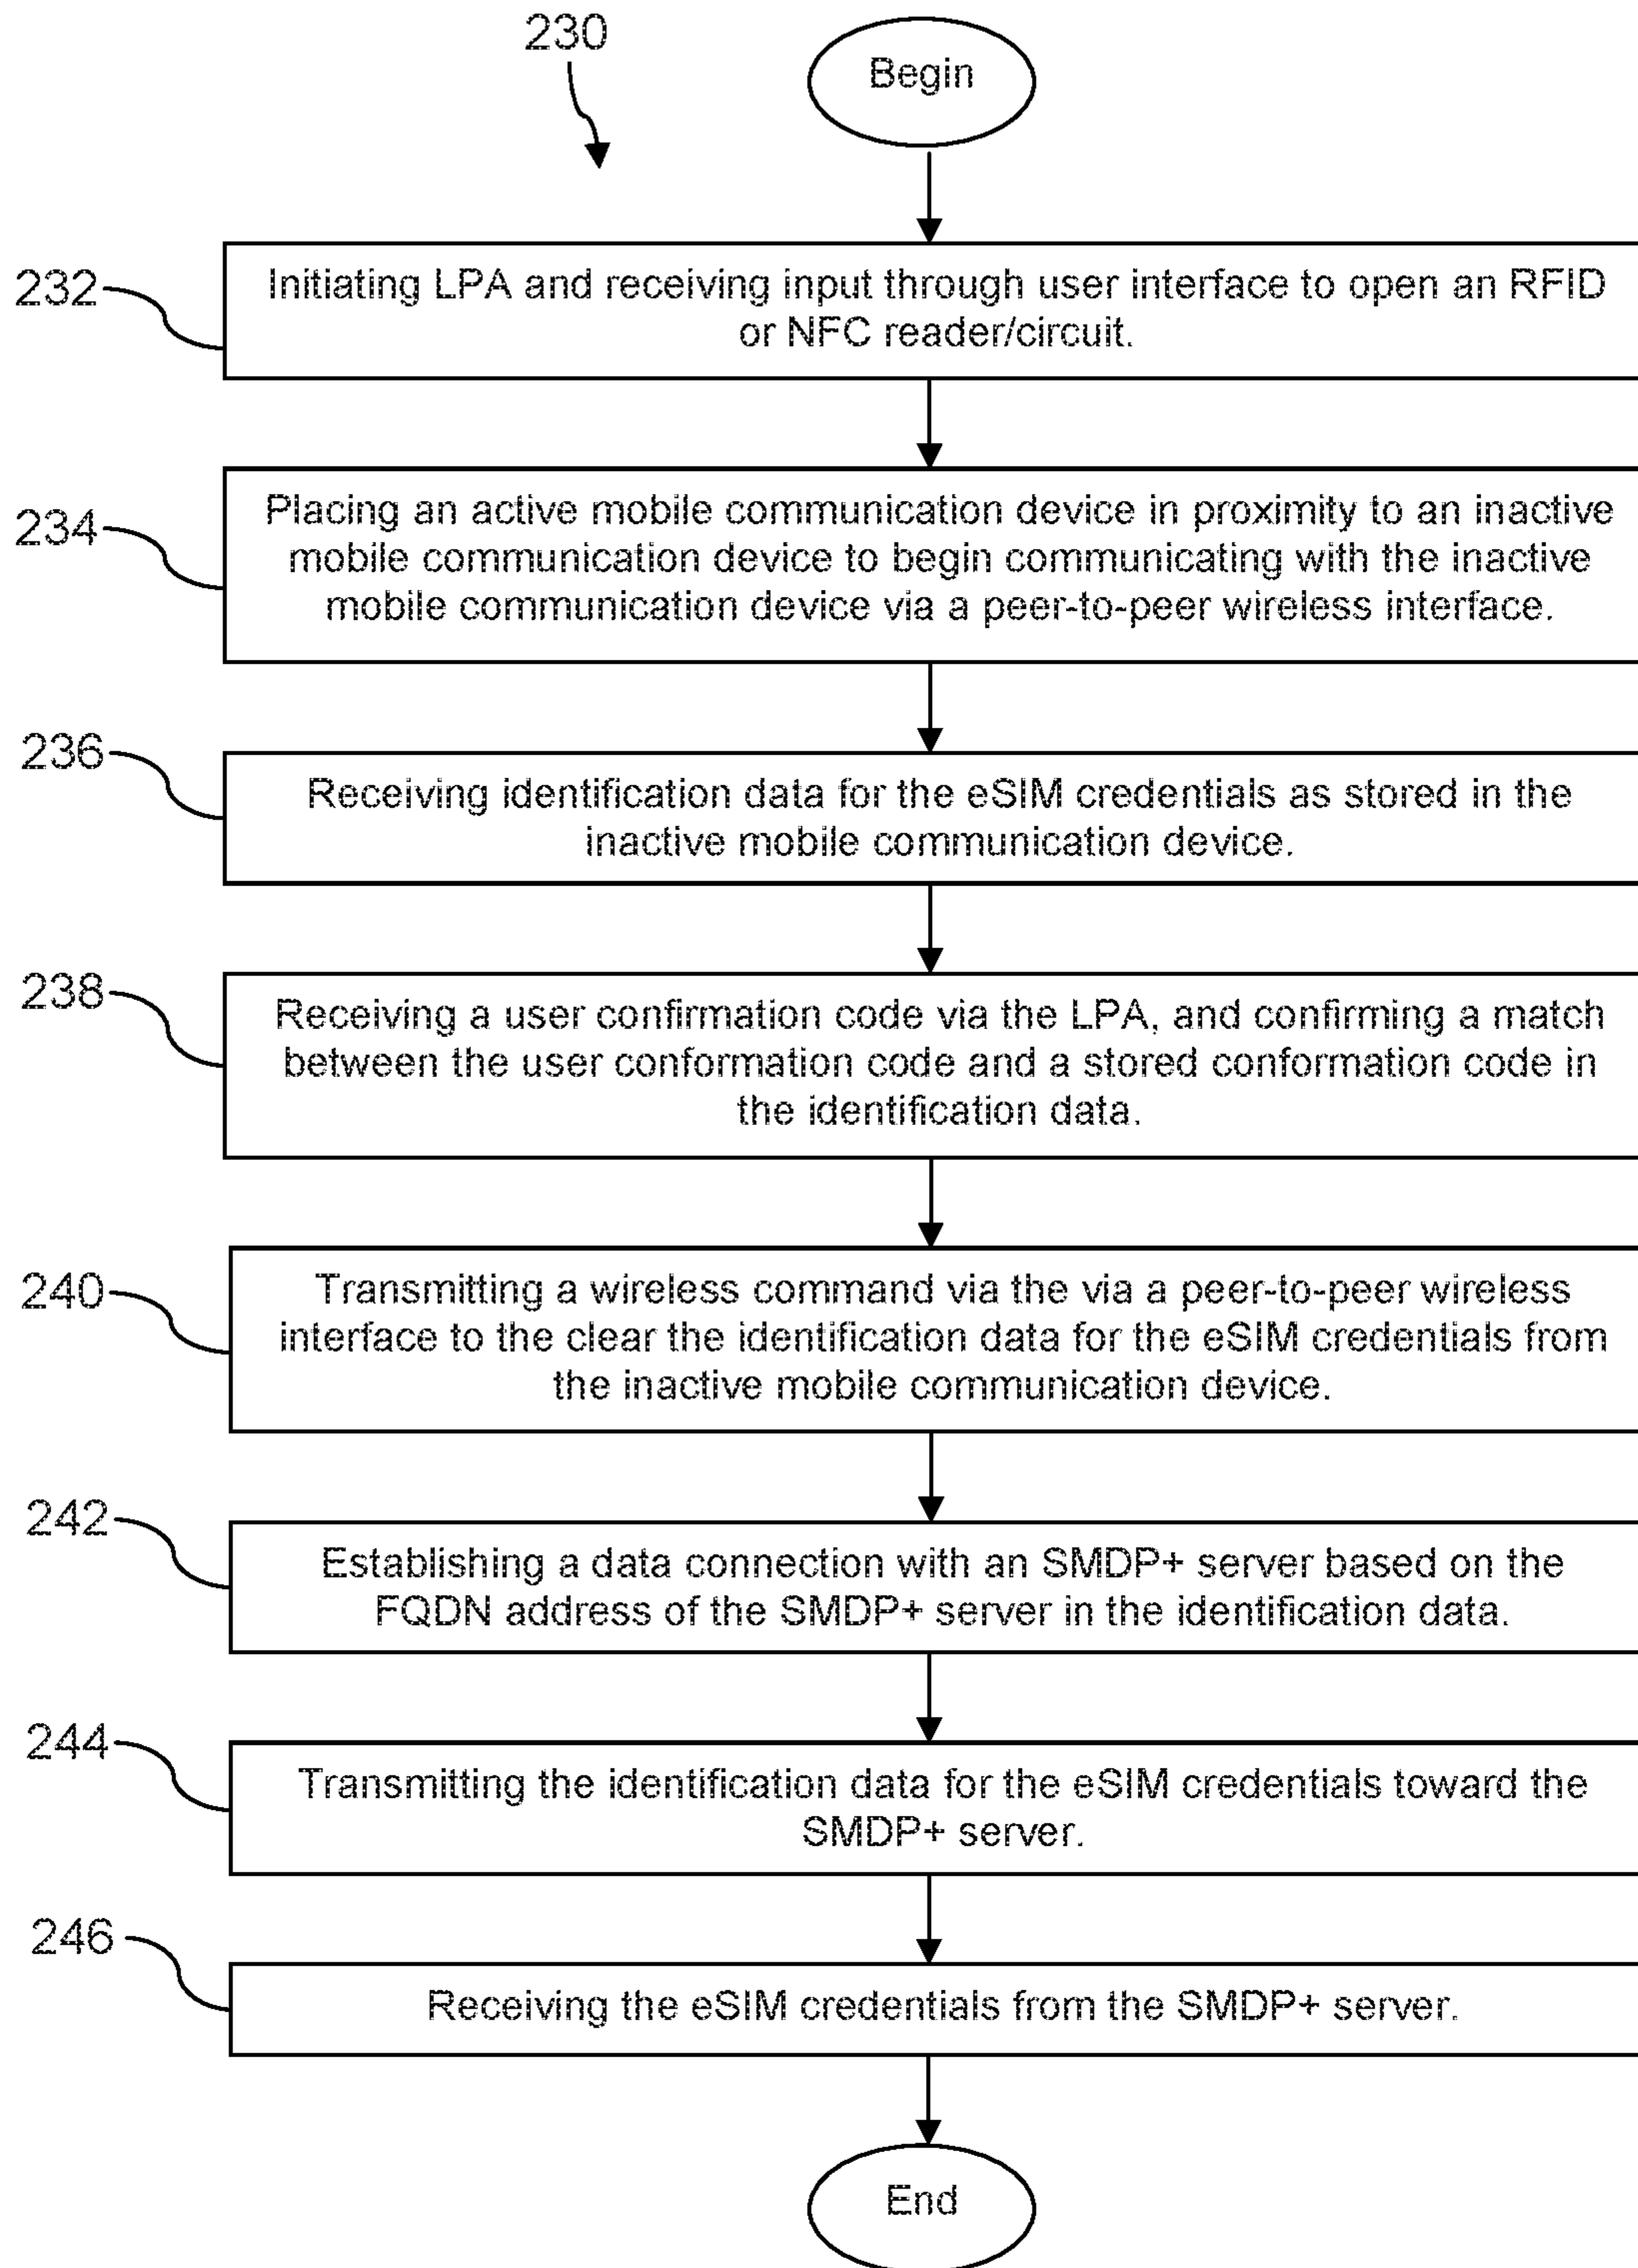 230
Begin
232
Initiating LPA and receiving input through user interface to open an RFID
or NFC reader/circuit.
234
Placing an active mobile communication device in proximity to an inactive
mobile communication device to begin communicating with the inactive
mobile communication device via a peer-to-peer wireless interface.
236
Receiving identification data for the eSIM credentials as stored in the
inactive mobile communication device.
238
Receiving a user confirmation code via the LPA, and confirming a match
between the user conformation code and a stored conformation code in
the identification data.
240
Transmitting a wireless command via the via a peer-to-peer wireless
interface to the clear the identification data for the eSIM credentials from
the inactive mobile communication device.
242
Establishing a data connection with an SMDP+ server based on the
FQDN address of the SMDP+ server in the identification data.
244
Transmitting the identification data for the eSIM credentials toward the
SMDP+ server.
246
Receiving the eSIM credentials from the SMDP+ server.
End